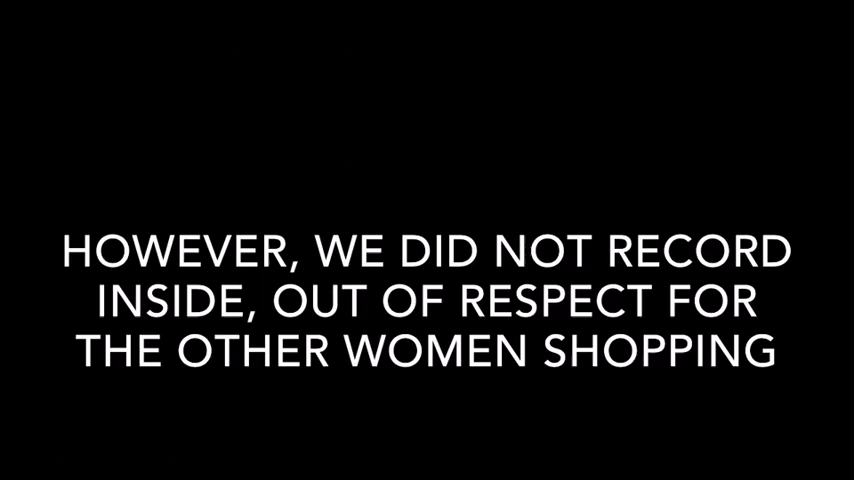 HOWEVER, WE DID NOT RECORD
INSIDE, OUT OF RESPECT FOR
THE OTHER WOMEN SHOPPING